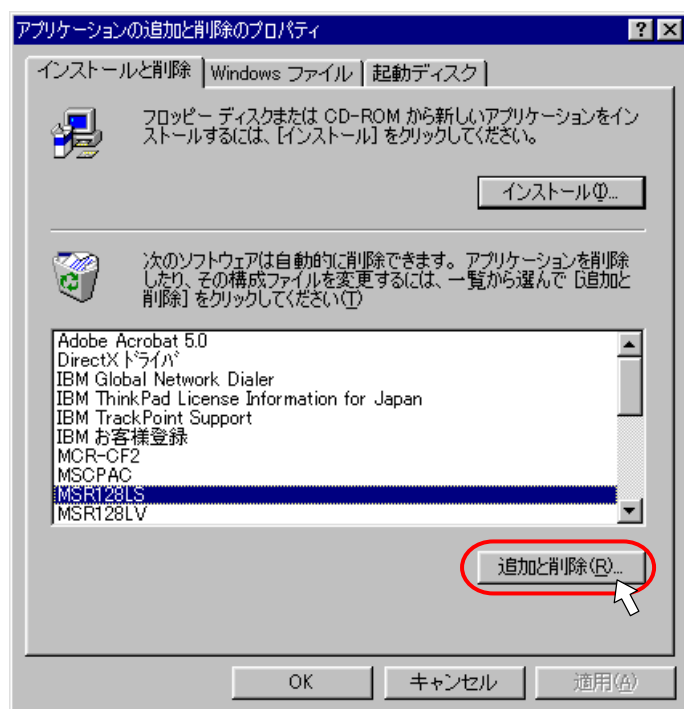 アプリケーションの追加と削除のプロパティ
インストールと削除 Windows ファイル 起動ディスク
フロッピー ディスクまたは CD-ROM から新しいアプリケーションをイン
ストールするには、[インストール] をクリックしてください。
インストール(I)...
次のソフトウェアは自動的に削除できます。アプリケーションを削除
したり、その構成ファイルを変更するには、一覧から選んで [追加と
削除] をクリックしてください(T)
Adobe Acrobat 5.0
DirectX ドライバ
IBM Global Network Dialer
IBM ThinkPad License Information for Japan
IBM TrackPoint Support
IBM お客様登録
MCR-CF2
MSCPAC
MSR128LS
MSR128LV
追加と削除(R)...
OK キャンセル 適用(A)